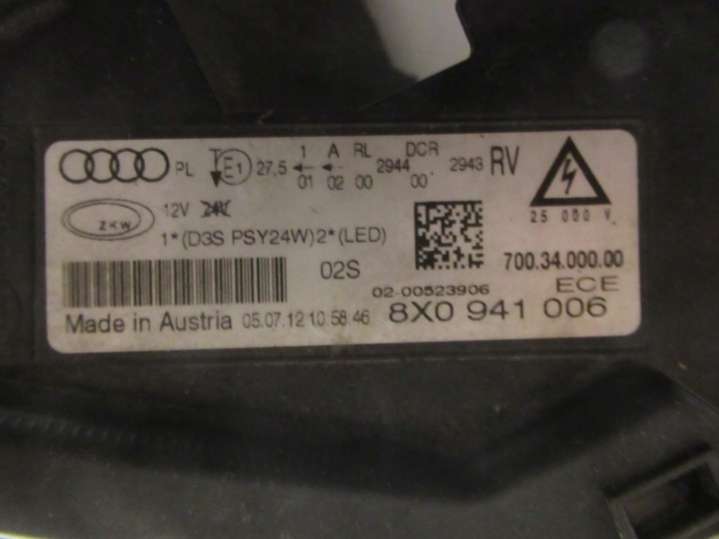 PL E1 27,5 1 A RL DCR RV
01 02 00 2944 00 2943
ZKW 12V 24V
25 000 V
1*(D3S PSY24W)2*(LED)
02S 700.34.000.00
02-00523906 ECE
Made in Austria 05.07.12 10:58:46 8X0 941 006